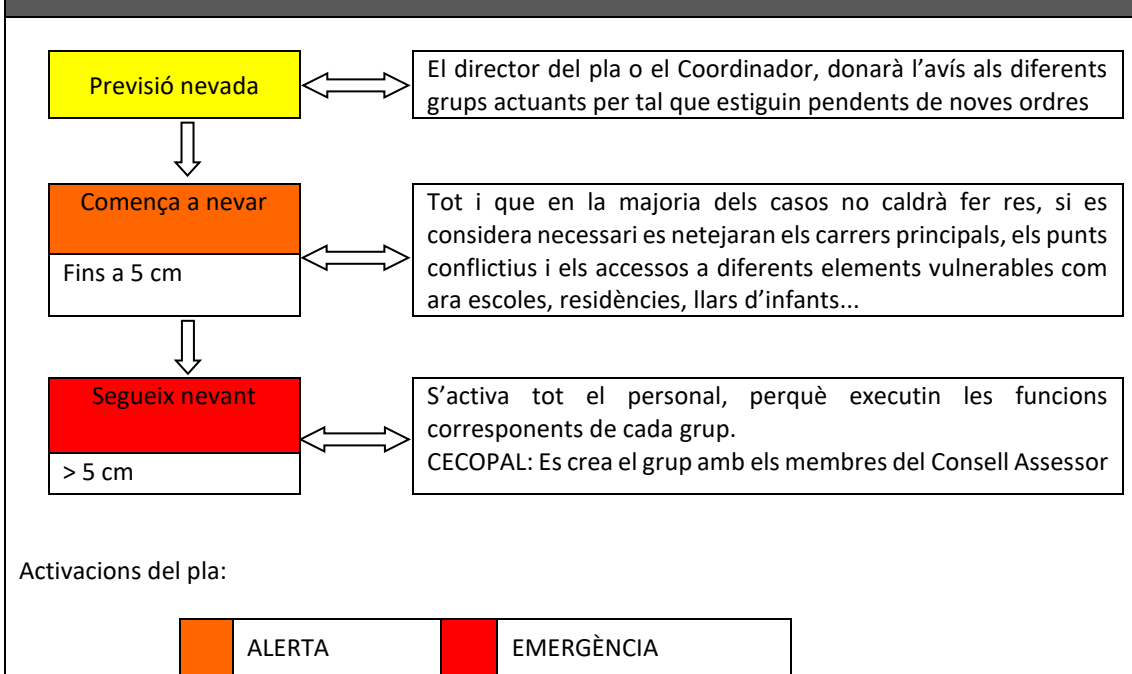 Previsió nevada
El director del pla o el Coordinador, donarà l’avís als diferents
grups actuants per tal que estiguin pendents de noves ordres
Comença a nevar
Fins a 5 cm
Tot i que en la majoria dels casos no caldrà fer res, si es
considera necessari es netejaran els carrers principals, els punts
conflictius i els accessos a diferents elements vulnerables com
ara escoles, residències, llars d’infants...
Segueix nevant
> 5 cm
S’activa tot el personal, perquè executin les funcions
corresponents de cada grup.
CECOPAL: Es crea el grup amb els membres del Consell Assessor
Activacions del pla:
ALERTA
EMERGÈNCIA